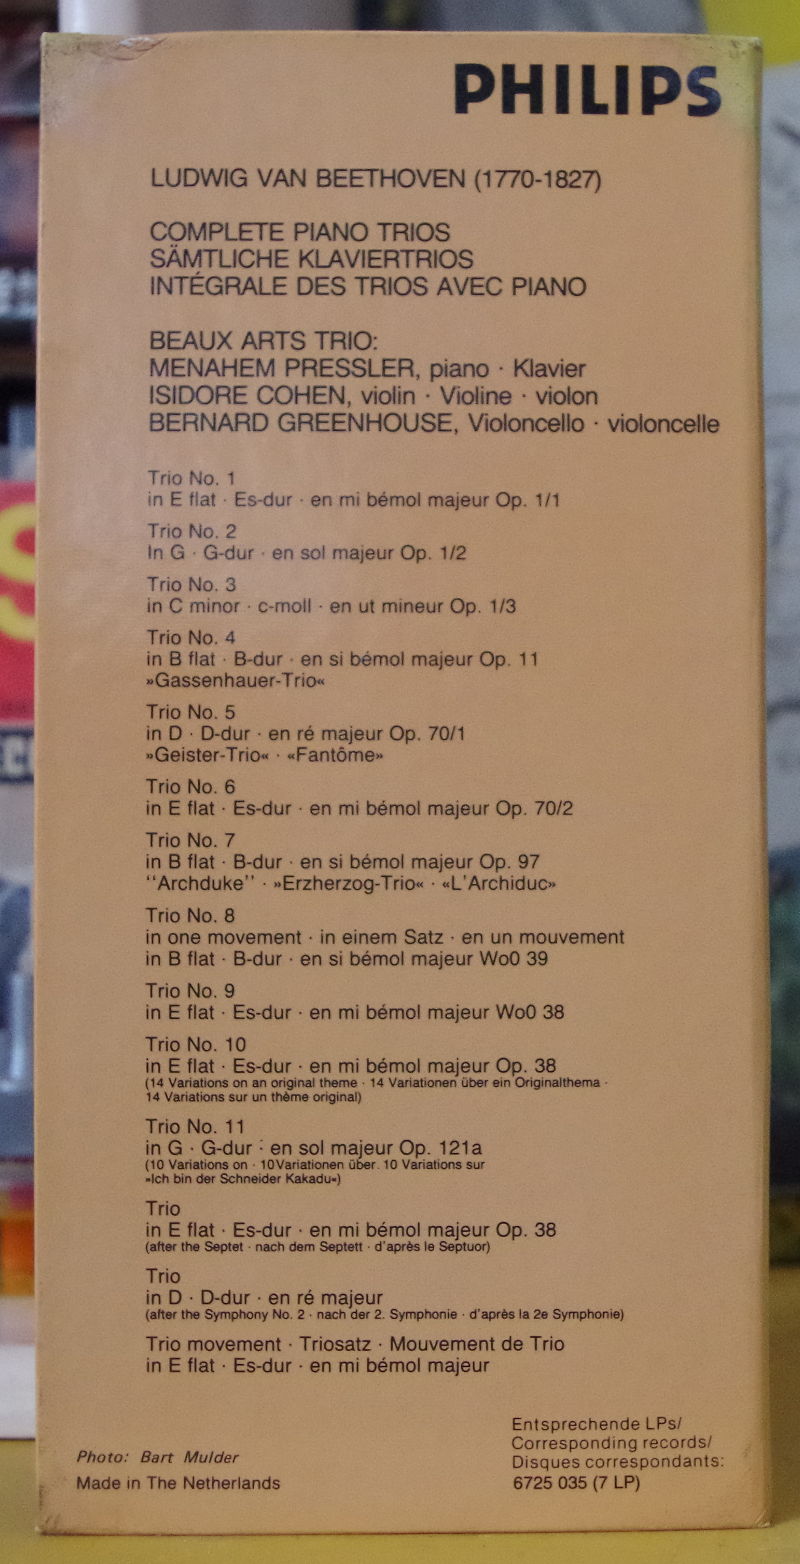 PHILIPS
LUDWIG VAN BEETHOVEN (1770-1827)
COMPLETE PIANO TRIOS
SÄMTLICHE KLAVIERTRIOS
INTÉGRALE DES TRIOS AVEC PIANO
BEAUX ARTS TRIO:
MENAHEM PRESSLER, piano · Klavier
ISIDORE COHEN, violin · Violine · violon
BERNARD GREENHOUSE, Violoncello · violoncelle
Trio No. 1
in E flat · Es-dur · en mi bémol majeur Op. 1/1
Trio No. 2
In G · G-dur · en sol majeur Op. 1/2
Trio No. 3
in C minor · c-moll · en ut mineur Op. 1/3
Trio No. 4
in B flat · B-dur · en si bémol majeur Op. 11
»Gassenhauer-Trio«
Trio No. 5
in D · D-dur · en ré majeur Op. 70/1
»Geister-Trio« · «Fantôme»
Trio No. 6
in E flat · Es-dur · en mi bémol majeur Op. 70/2
Trio No. 7
in B flat · B-dur · en si bémol majeur Op. 97
‘‘Archduke’’ · »Erzherzog-Trio« · «L'Archiduc»
Trio No. 8
in one movement · in einem Satz · en un mouvement
in B flat · B-dur · en si bémol majeur Wo0 39
Trio No. 9
in E flat · Es-dur · en mi bémol majeur Wo0 38
Trio No. 10
in E flat · Es-dur · en mi bémol majeur Op. 38
(14 Variations on an original theme · 14 Variationen über ein Originalthema ·
14 Variations sur un thème original)
Trio No. 11
in G · G-dur : en sol majeur Op. 121a
(10 Variations on · 10Variationen über. 10 Variations sur
»Ich bin der Schneider Kakadu«)
Trio
in E flat · Es-dur · en mi bémol majeur Op. 38
(after the Septet · nach dem Septett · d'après le Septuor)
Trio
in D · D-dur · en ré majeur
(after the Symphony No. 2 · nach der 2. Symphonie · d'après la 2e Symphonie)
Trio movement · Triosatz · Mouvement de Trio
in E flat · Es-dur · en mi bémol majeur
Entsprechende LPs/
Corresponding records/
Disques correspondants:
6725 035 (7 LP)
Photo: Bart Mulder
Made in The Netherlands